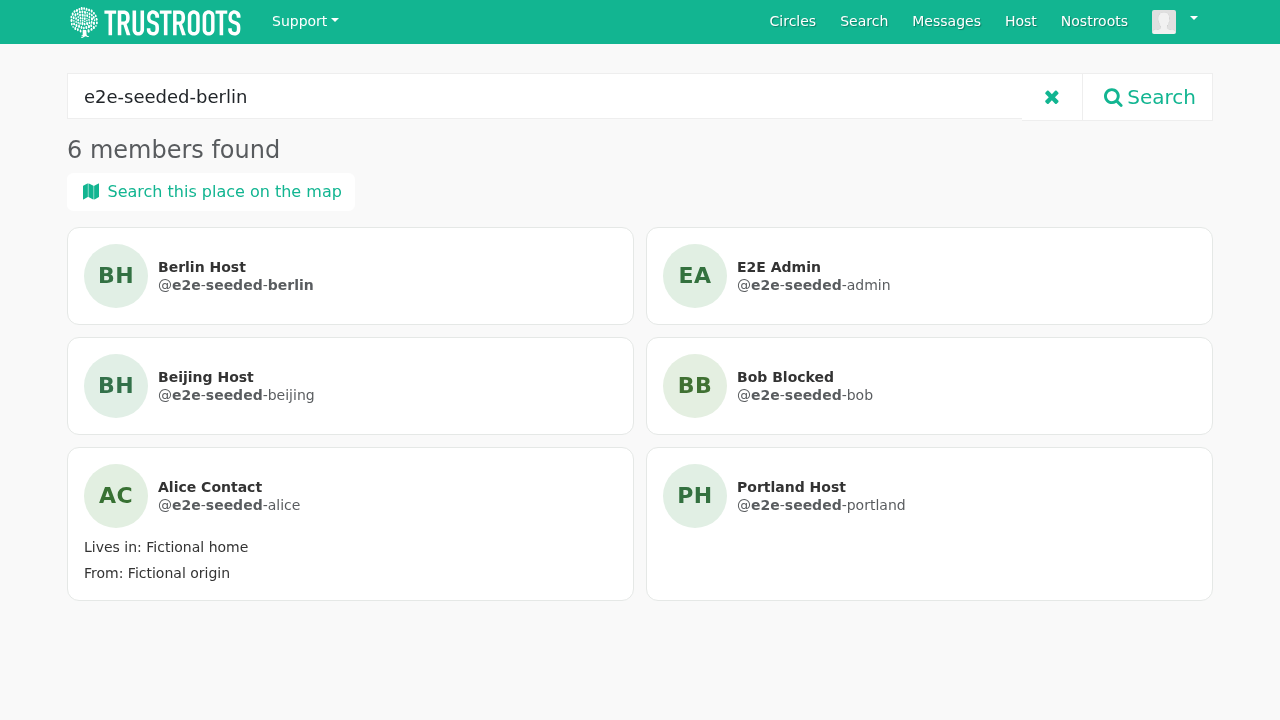 TRUSTROOTS
Support
Circles
Search
Messages
Host
Nostroots
e2e-seeded-berlin
Search
6 members found
Search this place on the map
BH
Berlin Host
@e2e-seeded-berlin
EA
E2E Admin
@e2e-seeded-admin
BH
Beijing Host
@e2e-seeded-beijing
BB
Bob Blocked
@e2e-seeded-bob
AC
Alice Contact
@e2e-seeded-alice
Lives in: Fictional home
From: Fictional origin
PH
Portland Host
@e2e-seeded-portland